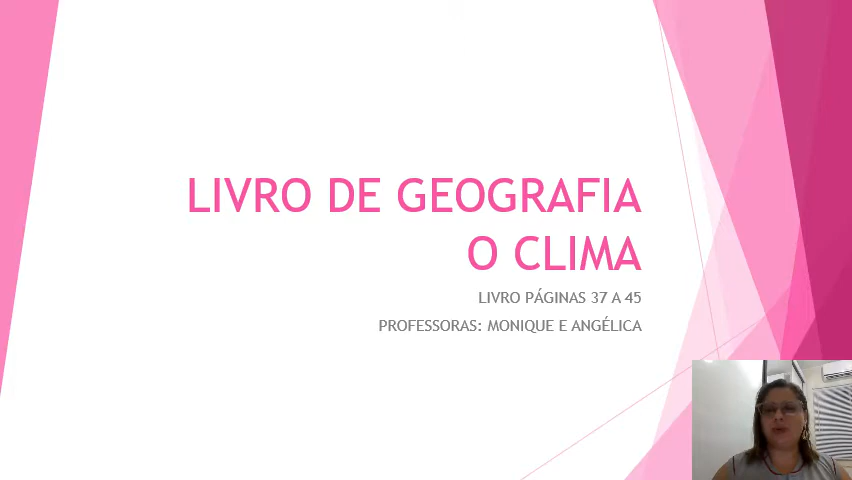 LIVRO DE GEOGRAFIA
O CLIMA
LIVRO PÁGINAS 37 A 45
PROFESSORAS: MONIQUE E ANGÉLICA